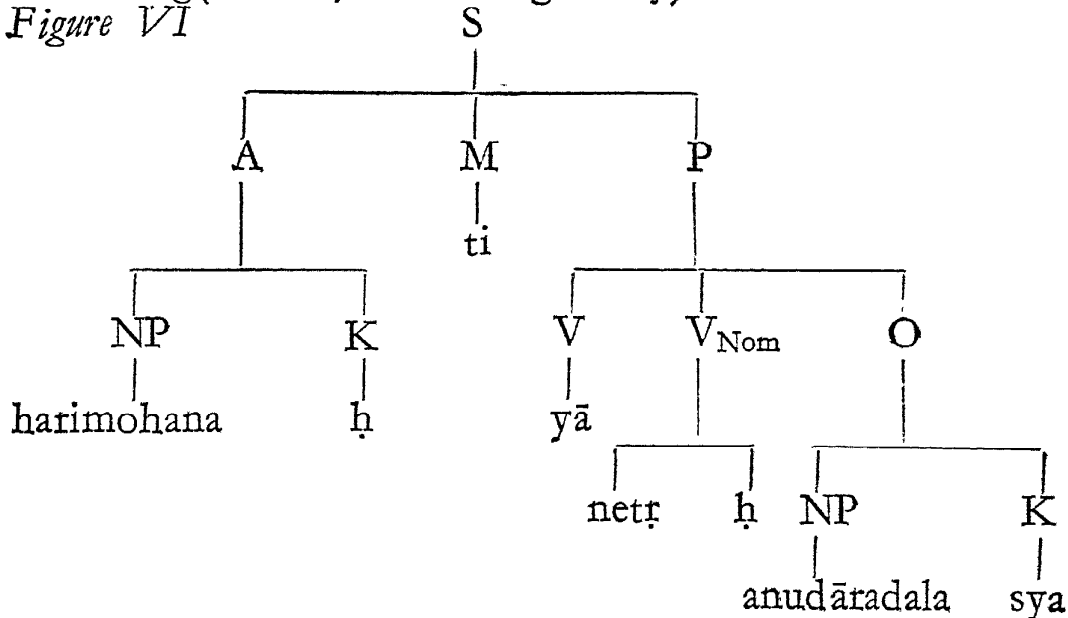 Figure VI
S
A M P
ti
NP K V V_Nom O
harimohana ḥ yā
netṛ ḥ NP K
anudāradala sya